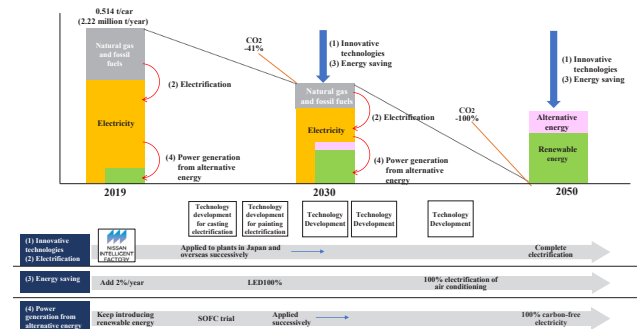 0.514 t/car
(2.22 million t/year)
Natural gas
and fossil
fuels
(2) Electrification
Electricity
(4) Power generation
from alternative
energy
2019
CO2
-41%
(1) Innovative
technologies
(3) Energy saving
Natural gas
and fossil fuels
(2)Electrification
Electricity
(4) Power generation
from alternative
energy
2030
CO2
-100%
(1) Innovative
technologies
(3) Energy saving
Alternative
energy
Renewable
energy
2050
Technology
development
for casting
electrification
Technology
development
for painting
electrification
Technology
Development
Technology
Development
Technology
Development
(1) Innovative
technologies
(2) Electrification
NISSAN
INTELLIGENT
FACTORY
Applied to plants in Japan and
overseas successively
Complete
electrification
(3) Energy saving
Add 2%/year
LED100%
100% electrification of
air conditioning
(4) Power
generation from
alternative energy
Keep introducing
renewable energy
SOFC trial
Applied
successively
100% carbon-free
electricity